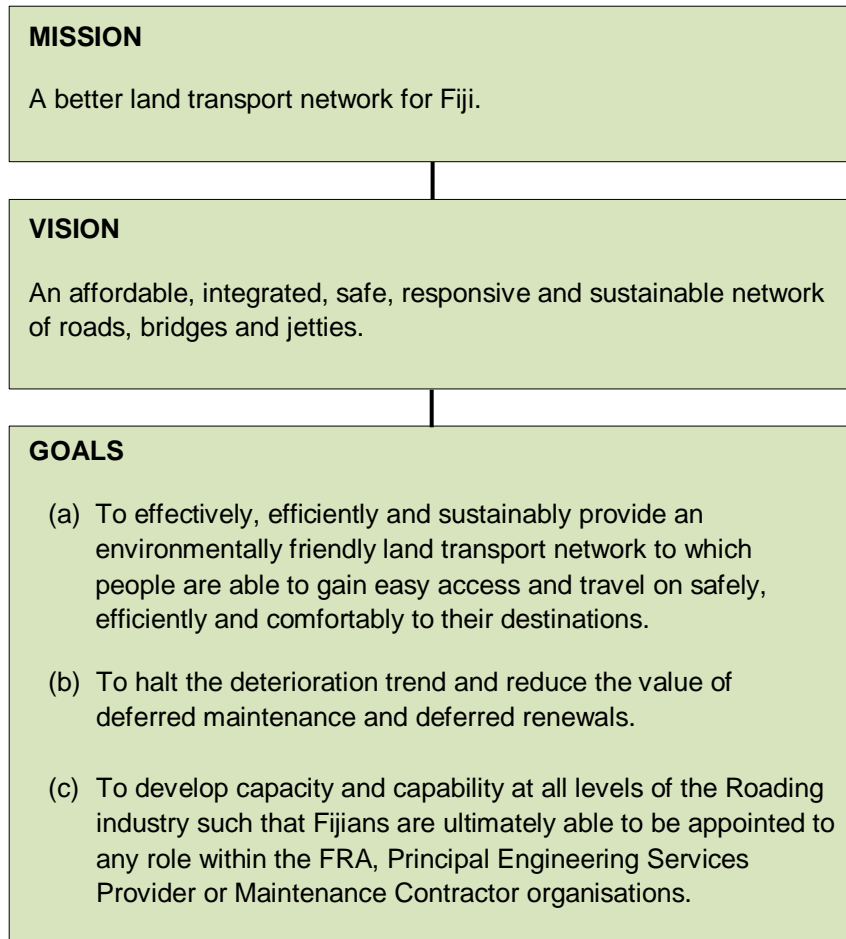 MISSION
A better land transport network for Fiji.
VISION
An affordable, integrated, safe, responsive and sustainable network
of roads, bridges and jetties.
GOALS
(a) To effectively, efficiently and sustainably provide an
environmentally friendly land transport network to which
people are able to gain easy access and travel on safely,
efficiently and comfortably to their destinations.
(b) To halt the deterioration trend and reduce the value of
deferred maintenance and deferred renewals.
(c) To develop capacity and capability at all levels of the Roading
industry such that Fijians are ultimately able to be appointed to
any role within the FRA, Principal Engineering Services
Provider or Maintenance Contractor organisations.